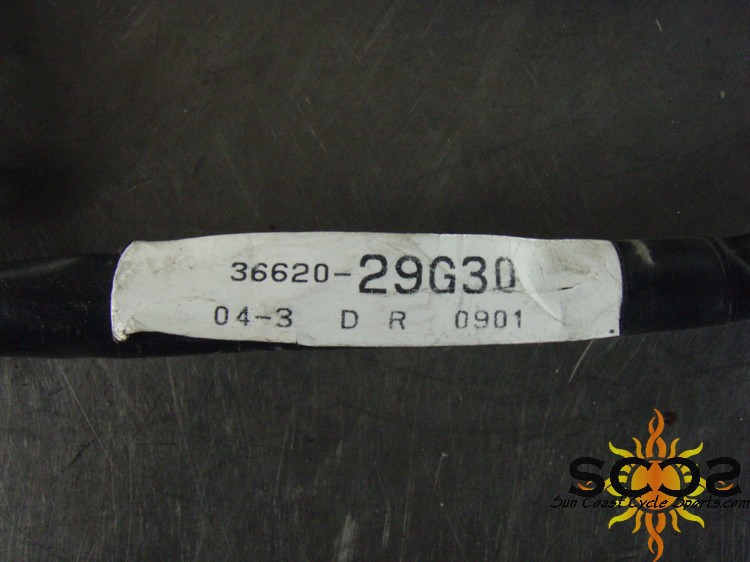 36620-29G30
04-3 D R 0901
SCCS
Sun Coast Cycle Sports.com